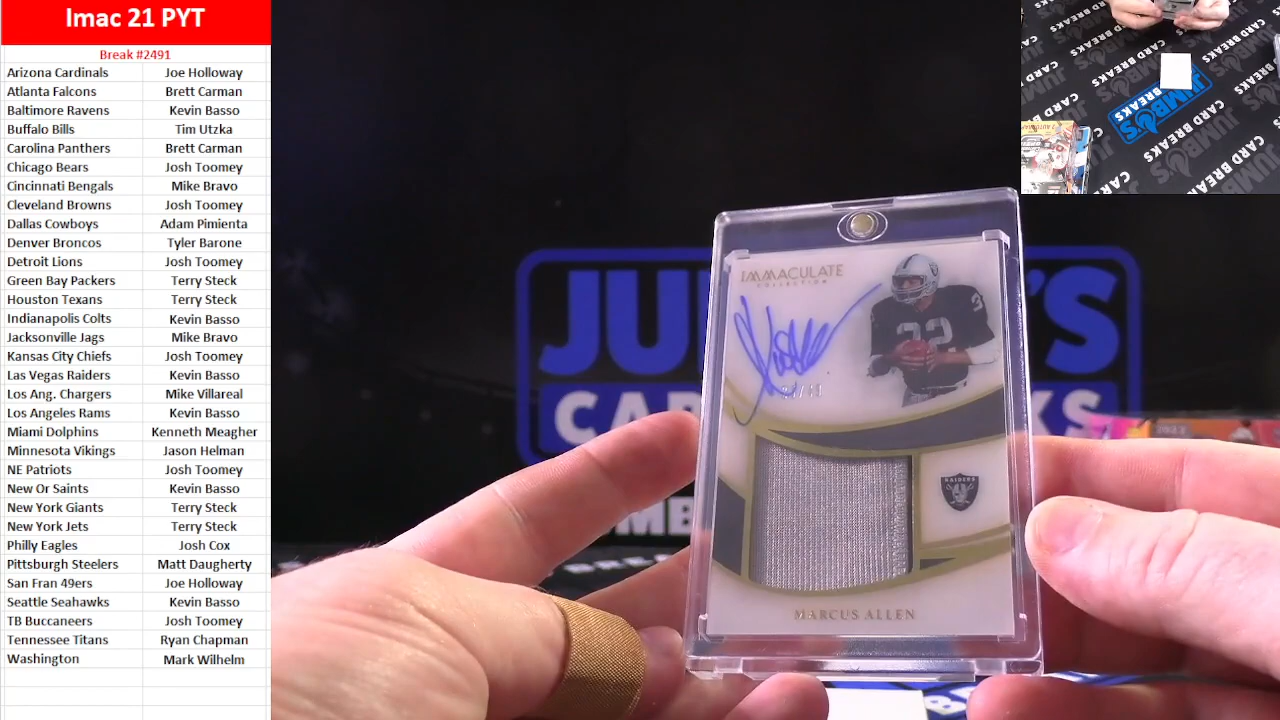 Imac 21 PYT
Break #2491
Arizona Cardinals Joe Holloway
Atlanta Falcons Brett Carman
Baltimore Ravens Kevin Basso
Buffalo Bills Tim Utzka
Carolina Panthers Brett Carman
Chicago Bears Josh Toomey
Cincinnati Bengals Mike Bravo
Cleveland Browns Josh Toomey
Dallas Cowboys Adam Pimienta
Denver Broncos Tyler Barone
Detroit Lions Josh Toomey
Green Bay Packers Terry Steck
Houston Texans Terry Steck
Indianapolis Colts Kevin Basso
Jacksonville Jags Mike Bravo
Kansas City Chiefs Josh Toomey
Las Vegas Raiders Kevin Basso
Los Ang. Chargers Mike Villareal
Los Angeles Rams Kevin Basso
Miami Dolphins Kenneth Meagher
Minnesota Vikings Jason Helman
NE Patriots Josh Toomey
New Or Saints Kevin Basso
New York Giants Terry Steck
New York Jets Terry Steck
Philly Eagles Josh Cox
Pittsburgh Steelers Matt Daugherty
San Fran 49ers Joe Holloway
Seattle Seahawks Kevin Basso
TB Buccaneers Josh Toomey
Tennessee Titans Ryan Chapman
Washington Mark Wilhelm
IMMACULATE
COLLECTION
32
RAIDERS
MARCUS ALLEN
JUMBO'S
CARD BREAKS